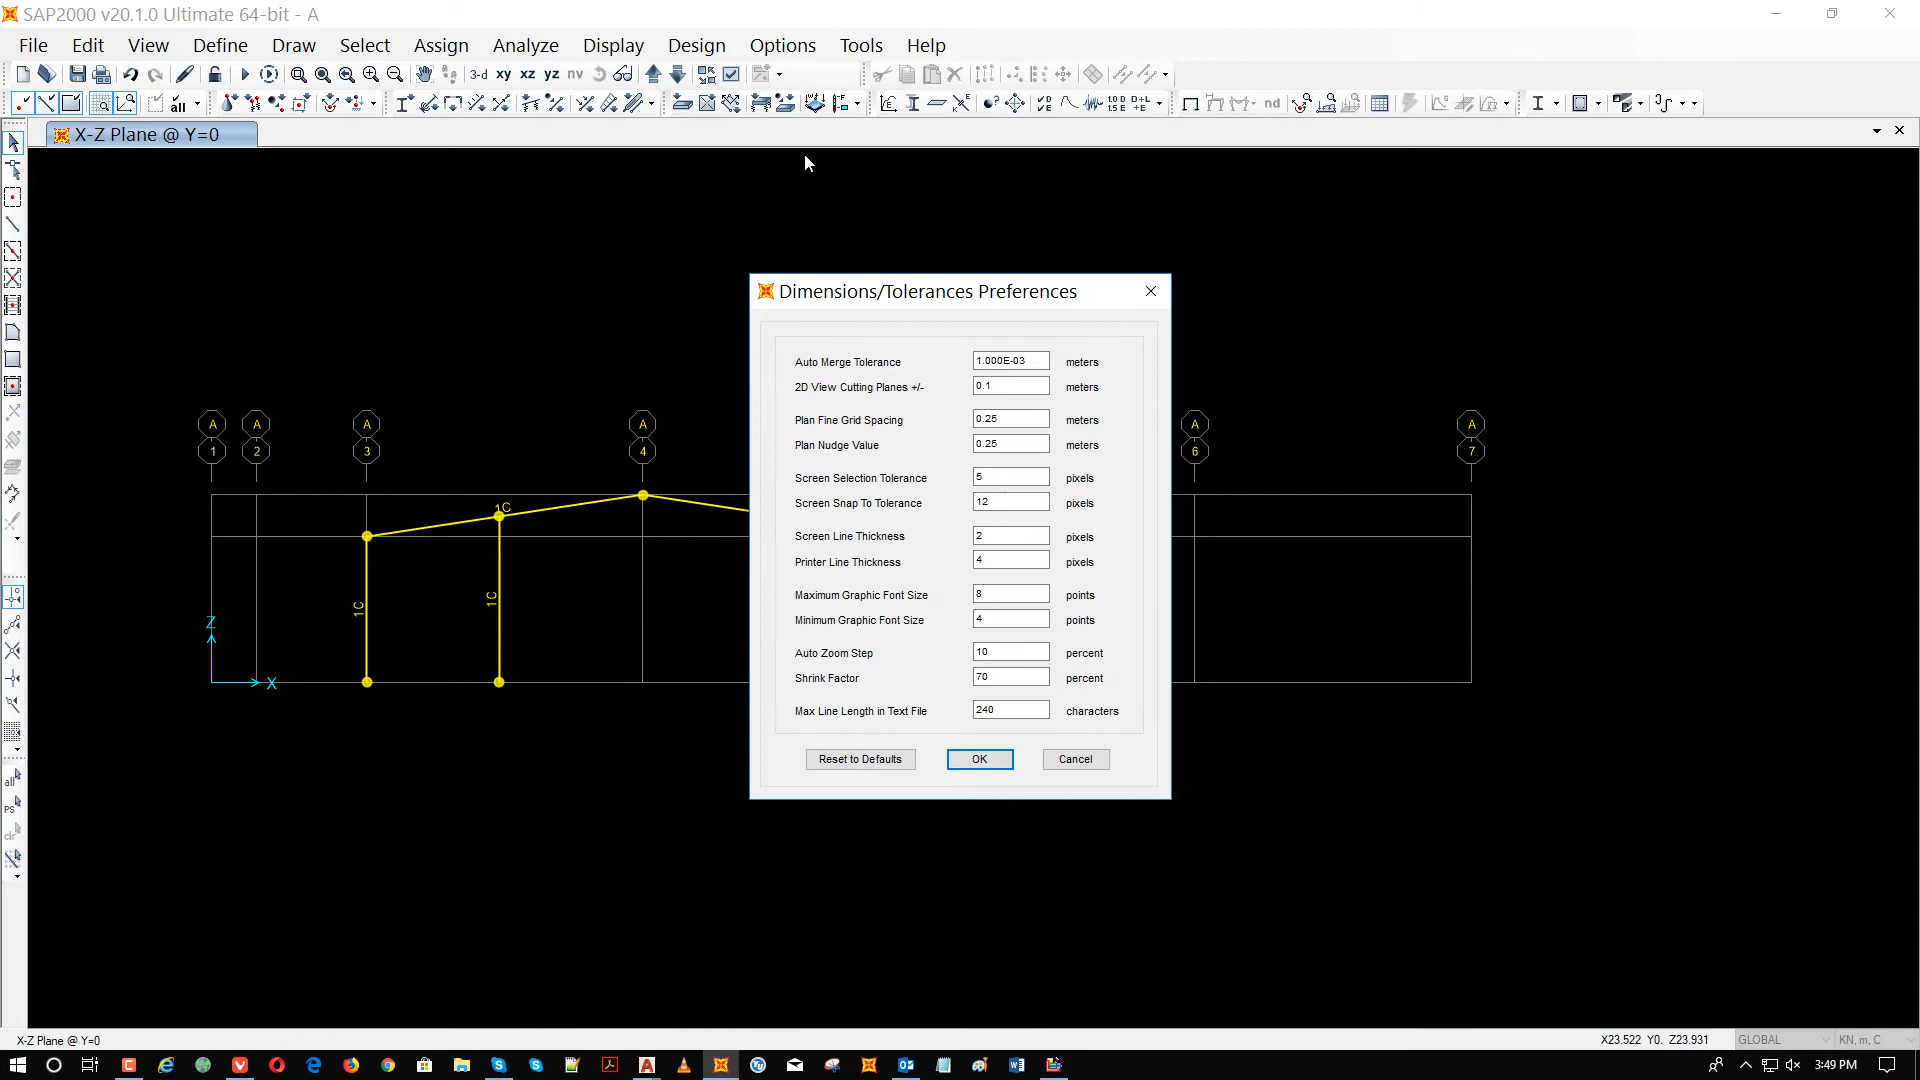 SAP2000 v20.1.0 Ultimate 64-bit - A
File Edit View Define Draw Select Assign Analyze Display Design Options Tools Help
3-d xy xz yz nv
all
nd
X-Z Plane @ Y=0
Dimensions/Tolerances Preferences
Auto Merge Tolerance 1.000E-03 meters
2D View Cutting Planes +/- 0.1 meters
Plan Fine Grid Spacing 0.25 meters
Plan Nudge Value 0.25 meters
Screen Selection Tolerance 5 pixels
Screen Snap To Tolerance 12 pixels
Screen Line Thickness 2 pixels
Printer Line Thickness 4 pixels
Maximum Graphic Font Size 8 points
Minimum Graphic Font Size 4 points
Auto Zoom Step 10 percent
Shrink Factor 70 percent
Max Line Length in Text File 240 characters
Reset to Defaults OK Cancel
A A A A A A
1 2 3 4 6 7
1C
1C 1C
Z
X
all
PS
clr
X-Z Plane @ Y=0 X23.522 Y0. Z23.931 GLOBAL KN, m, C
3:49 PM